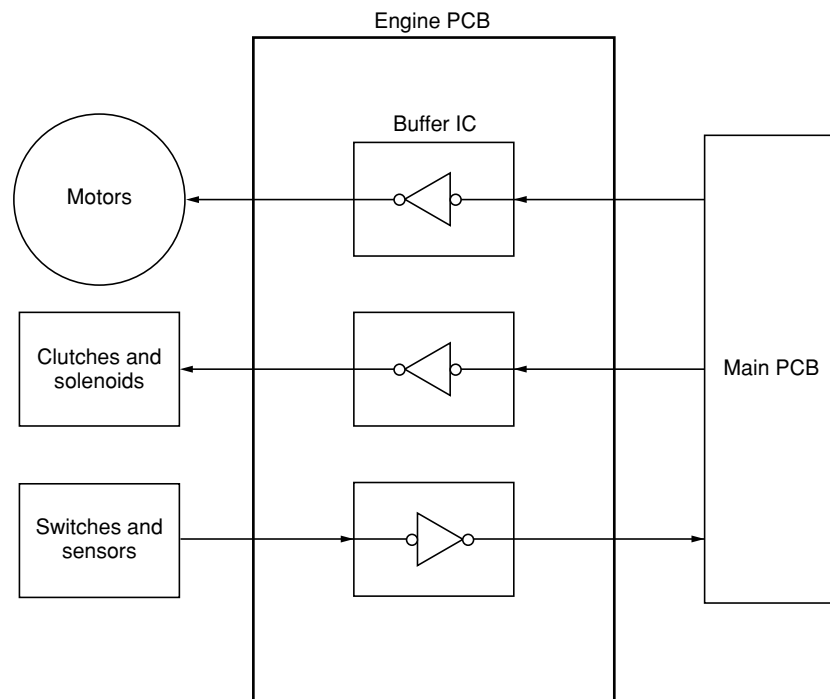 Engine PCB
Buffer IC
Motors
Clutches and
solenoids
Main PCB
Switches and
sensors